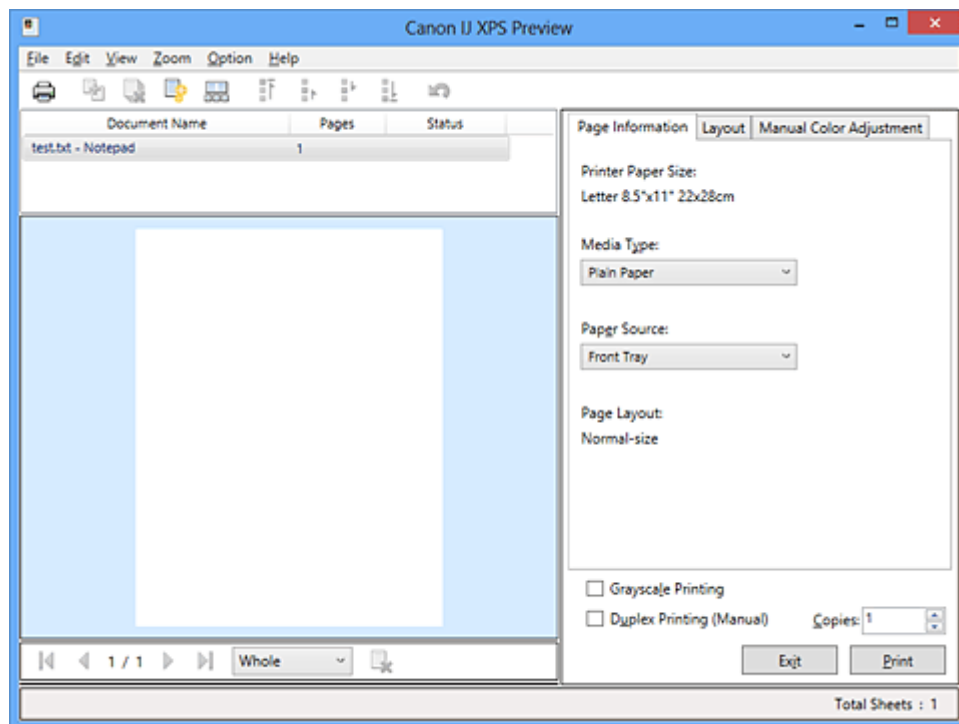 Canon IJ XPS Preview
File Edit View Zoom Option Help
Document Name Pages Status
test.txt - Notepad 1
Page Information Layout Manual Color Adjustment
Printer Paper Size:
Letter 8.5"x11" 22x28cm
Media Type:
Plain Paper
Paper Source:
Front Tray
Page Layout:
Normal-size
Grayscale Printing
Duplex Printing (Manual) Copies: 1
1 / 1 Whole
Exit Print
Total Sheets : 1